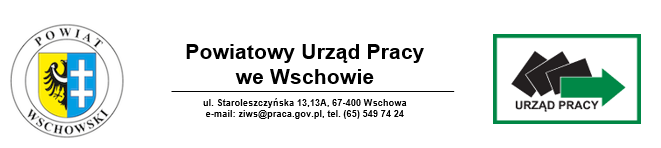 POWIAT
WSCHOWSKI
Powiatowy Urząd Pracy
we Wschowie
ul. Staroleszczyńska 13,13A, 67-400 Wschowa
e-mail: ziws@praca.gov.pl, tel. (65) 549 74 24
URZĄD PRACY